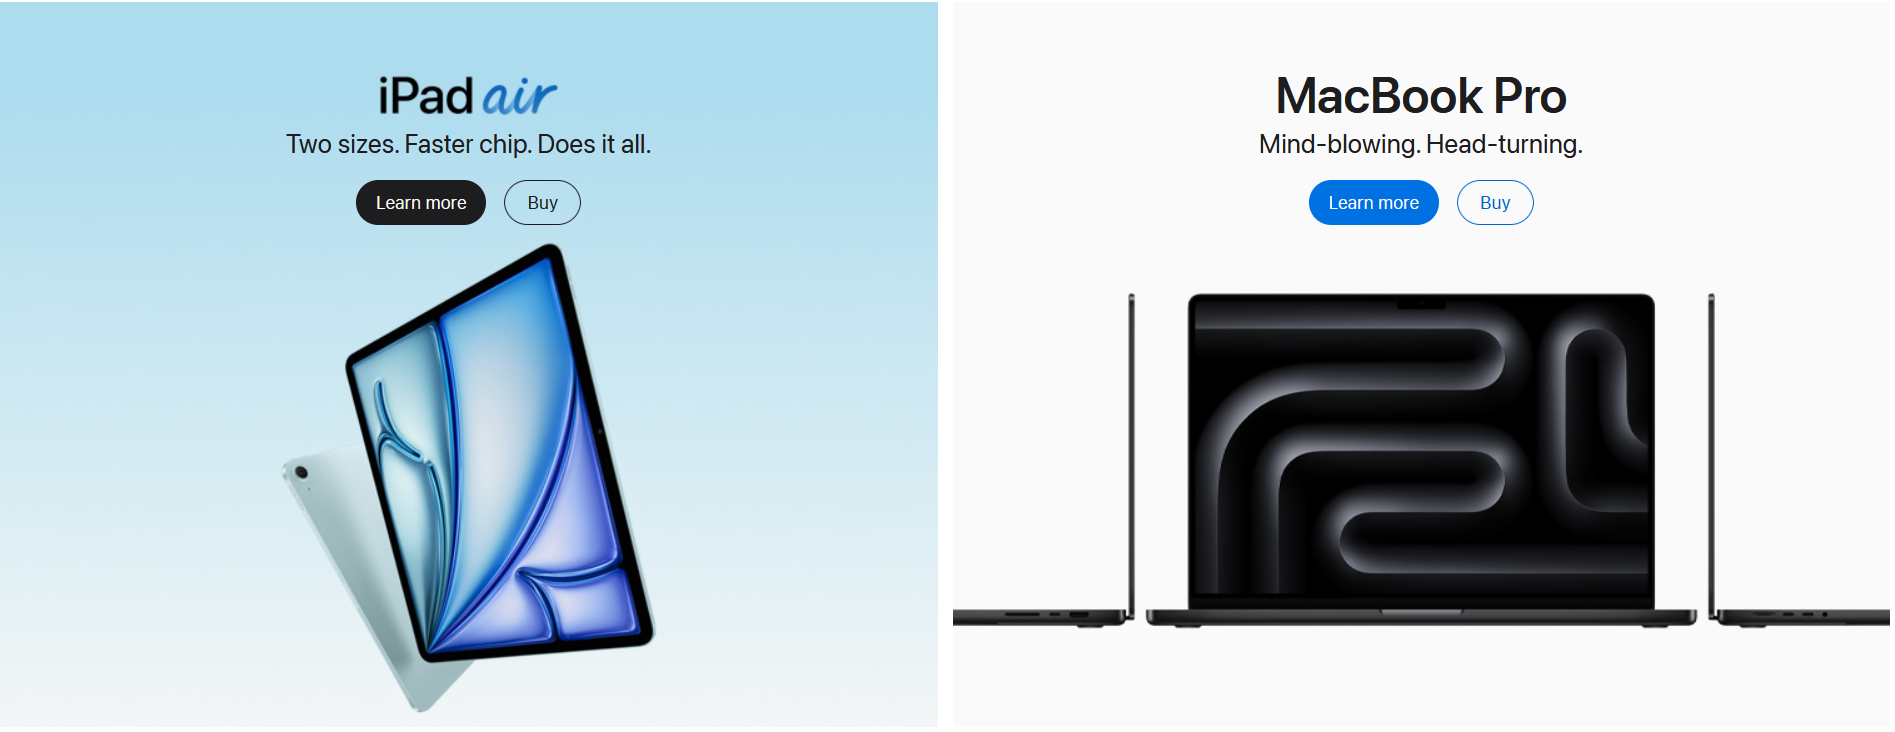 iPad air
Two sizes. Faster chip. Does it all.
Learn more
Buy
MacBook Pro
Mind-blowing. Head-turning.
Learn more
Buy